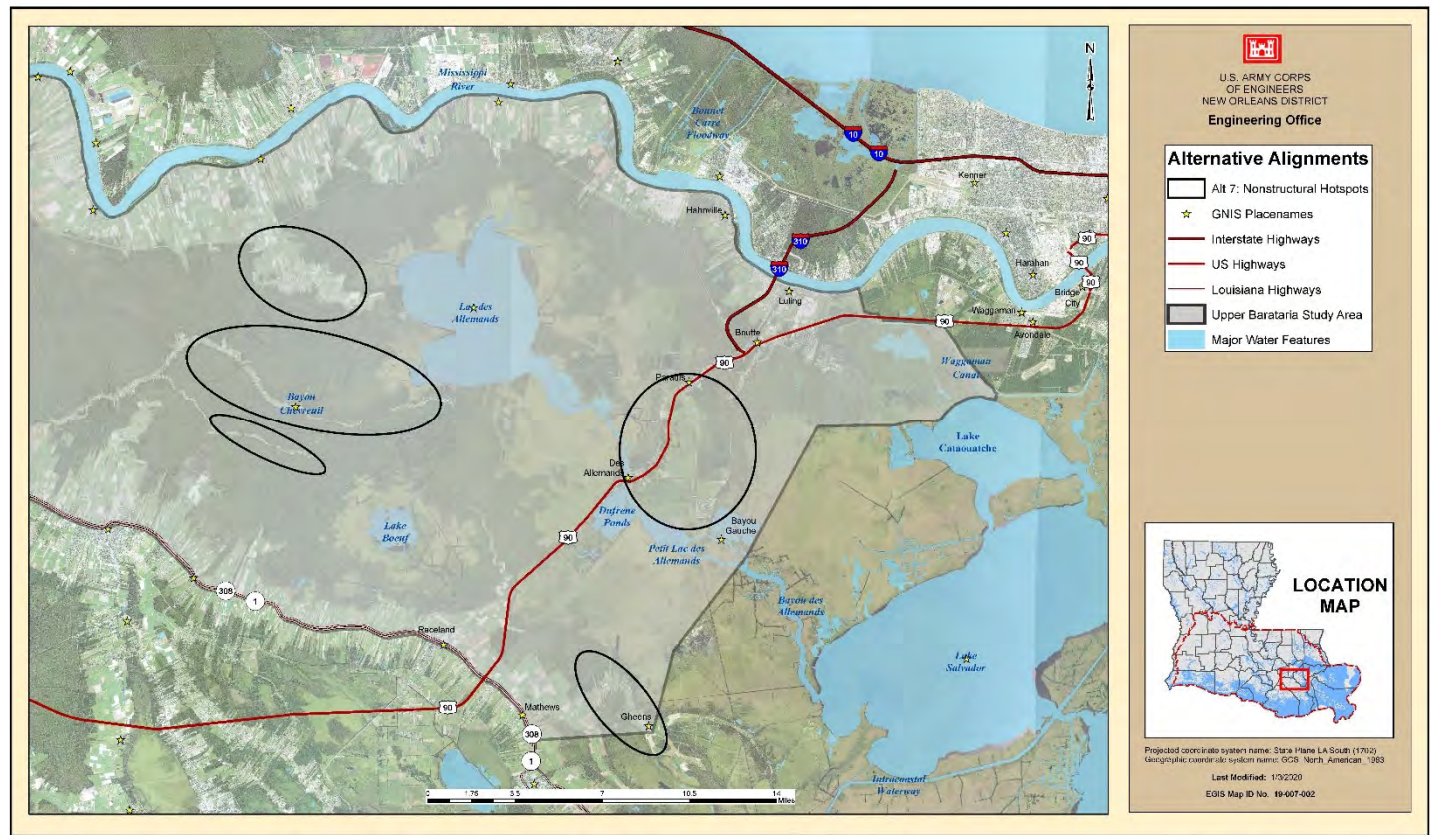 Mississippi
River
Bonnet
Carre
Floodway
10
10
Kenner
Hahnville
310
310
90
90
90
Harahan
Bridge
City
Luling
Waggaman
Avondale
90
Lac des
Allemands
Boutte
90
Paradis
Waggaman
Canal
Bayou
Chevreuil
Lake
Cataouatche
Des
Allemands
Dufrene
Ponds
Lake
Boeuf
90
Bayou
Gauche
Petit Lac des
Allemands
308
1
Bayou des
Allemands
Raceland
Lake
Salvador
90
Mathews
Gheens
308
1
Intracoastal
Waterway
0 1.75 3.5 7 10.5 14
Miles
N
U.S. ARMY CORPS
OF ENGINEERS
NEW ORLEANS DISTRICT
Engineering Office
Alternative Alignments
Alt 7: Nonstructural Hotspots
GNIS Placenames
Interstate Highways
US Highways
Louisiana Highways
Upper Barataria Study Area
Major Water Features
LOCATION
MAP
Projected coordinate system name: State Plane LA South (1702)
Geographic coordinate system name: GCS_North_American_1983
Last Modified: 1/3/2020
EGIS Map ID No. 19-007-002